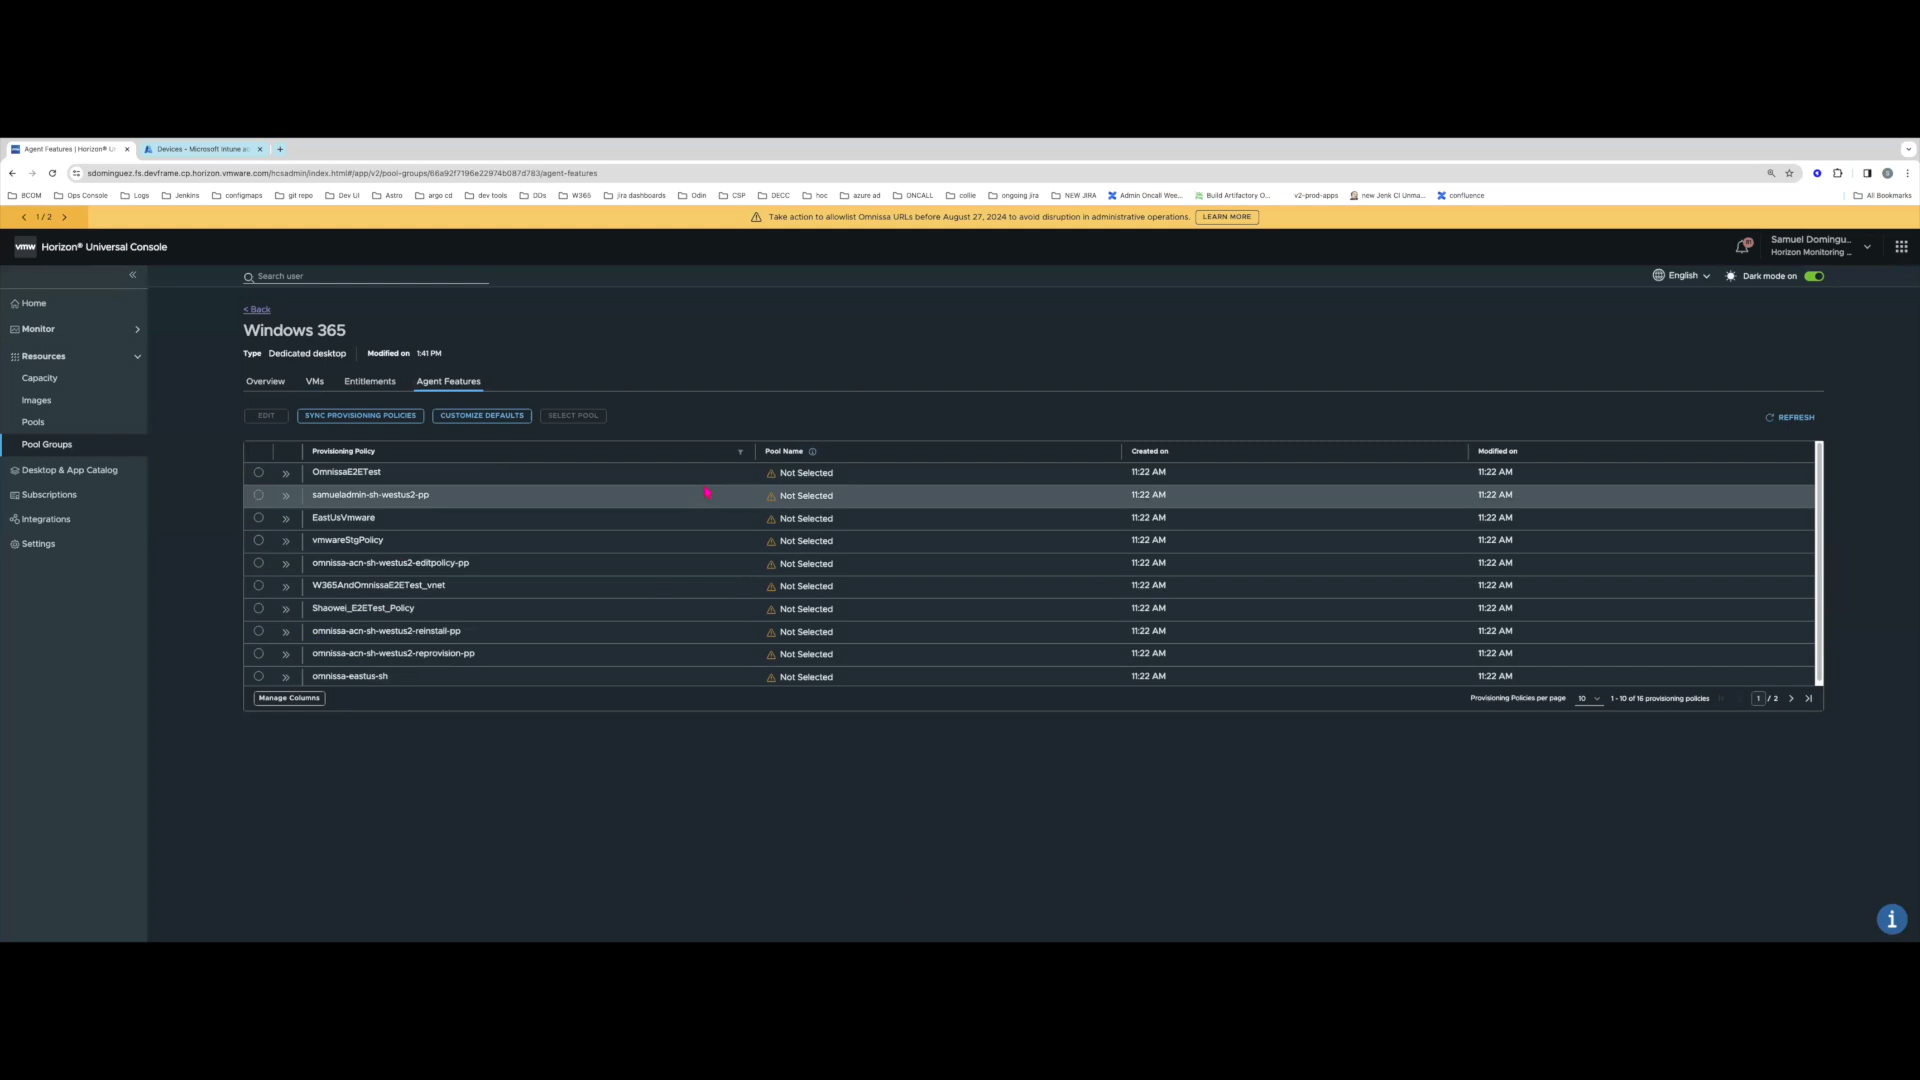 Agent Features | Horizon® U
Devices - Microsoft Intune a
sdominguez.fs.devframe.cp.horizon.vmware.com/hcsadmin/index.html#/app/v2/pool-groups/66a92f7196e22974b087d783/agent-features
BCOM Ops Console Logs Jenkins configmaps git repo Dev UI Astro argo cd dev tools DDs W365 jira dashboards Odin CSP DECC hoc azure ad ONCALL collie ongoing jira NEW JIRA Admin Oncall Wee... Build Artifactory O... v2-prod-apps new Jenk CI Unma... confluence All Bookmarks
1 / 2 Take action to allowlist Omnissa URLs before August 27, 2024 to avoid disruption in administrative operations. LEARN MORE
vmw Horizon® Universal Console
Samuel Domingu...
Horizon Monitoring ...
Search user
English Dark mode on
Home
Monitor
Resources
Capacity
Images
Pools
Pool Groups
Desktop & App Catalog
Subscriptions
Integrations
Settings
< Back
Windows 365
Type Dedicated desktop Modified on 1:41 PM
Overview VMs Entitlements Agent Features
EDIT SYNC PROVISIONING POLICIES CUSTOMIZE DEFAULTS SELECT POOL REFRESH
Provisioning Policy Pool Name Created on Modified on
OmnissaE2ETest Not Selected 11:22 AM 11:22 AM
samueladmin-sh-westus2-pp Not Selected 11:22 AM 11:22 AM
EastUsVmware Not Selected 11:22 AM 11:22 AM
vmwareStgPolicy Not Selected 11:22 AM 11:22 AM
omnissa-acn-sh-westus2-editpolicy-pp Not Selected 11:22 AM 11:22 AM
W365AndOmnissaE2ETest_vnet Not Selected 11:22 AM 11:22 AM
Shaowei_E2ETest_Policy Not Selected 11:22 AM 11:22 AM
omnissa-acn-sh-westus2-reinstall-pp Not Selected 11:22 AM 11:22 AM
omnissa-acn-sh-westus2-reprovision-pp Not Selected 11:22 AM 11:22 AM
omnissa-eastus-sh Not Selected 11:22 AM 11:22 AM
Manage Columns Provisioning Policies per page 10 1 - 10 of 16 provisioning policies 1 / 2